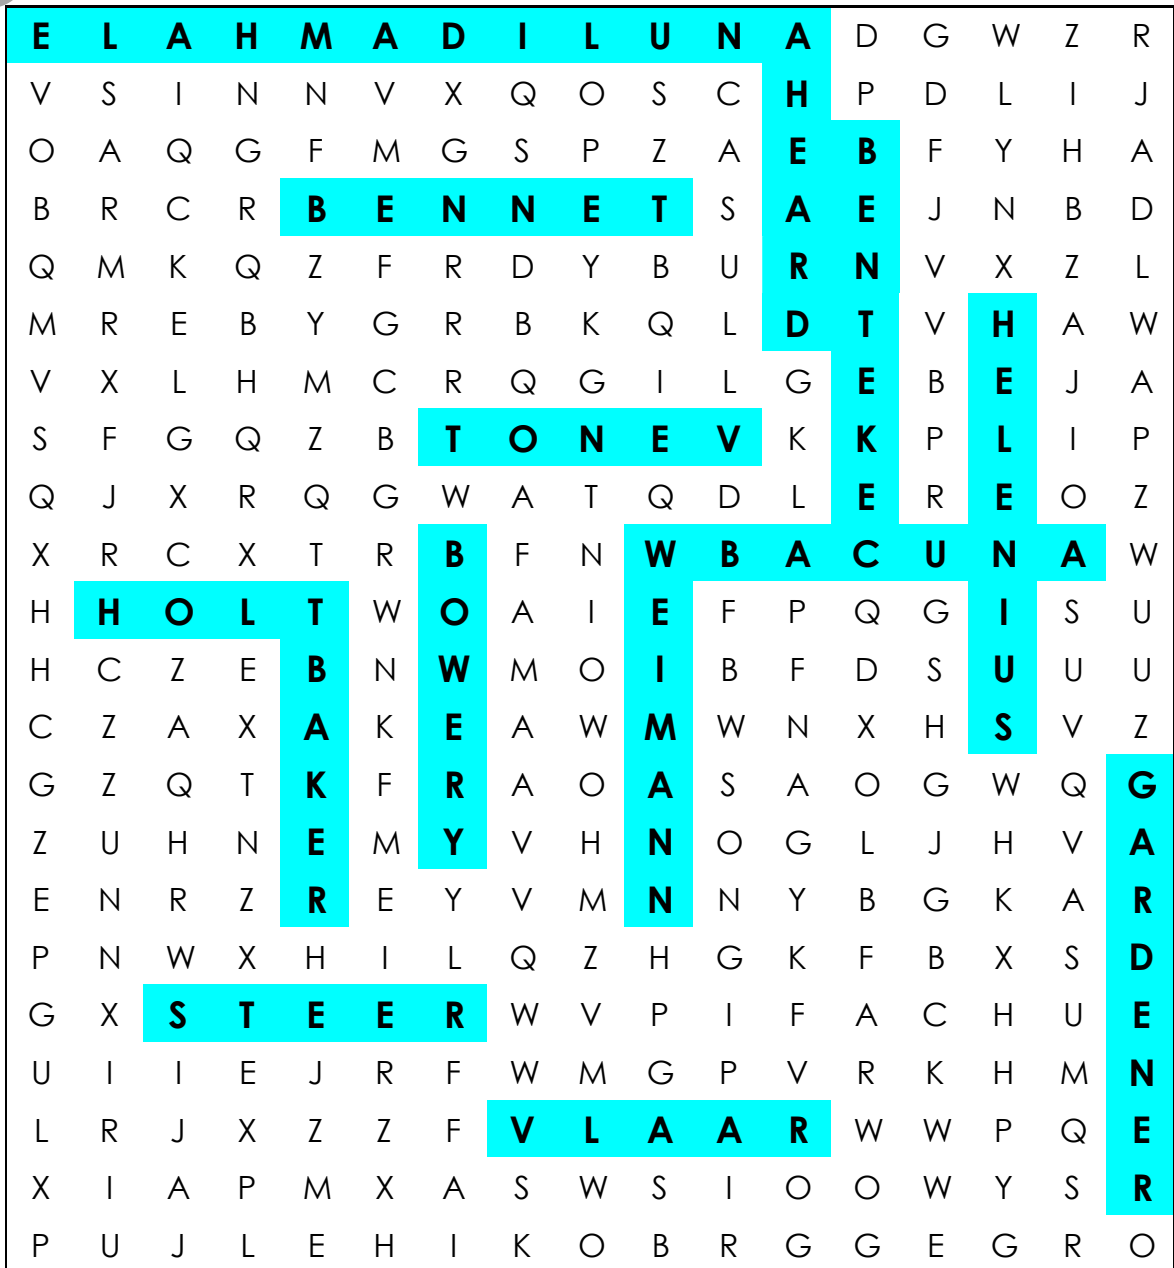 E L A H M A D I L U N A D G W Z R
V S I N N V X Q O S C H P D L I J
O A Q G F M G S P Z A E B F Y H A
B R C R B E N N E T S A E J N B D
Q M K Q Z F R D Y B U R N V X Z L
M R E B Y G R B K Q L D T V H A W
V X L H M C R Q G I L G E B E J A
S F G Q Z B T O N E V K K P L I P
Q J X R Q G W A T Q D L E R E O Z
X R C X T R B F N W B A C U N A W
H H O L T W O A I E F P Q G I S U
H C Z E B N W M O I B F D S U U U
C Z A X A K E A W M W N X H S V Z
G Z Q T K F R A O A S A O G W Q G
Z U H N E M Y V H N O G L J H V A
E N R Z R E Y V M N N Y B G K A R
P N W X H I L Q Z H G K F B X S D
G X S T E E R W V P I F A C H U E
U I I E J R F W M G P V R K H M N
L R J X Z Z F V L A A R W W P Q E
X I A P M X A S W S I O O W Y S R
P U J L E H I K O B R G G E G R O